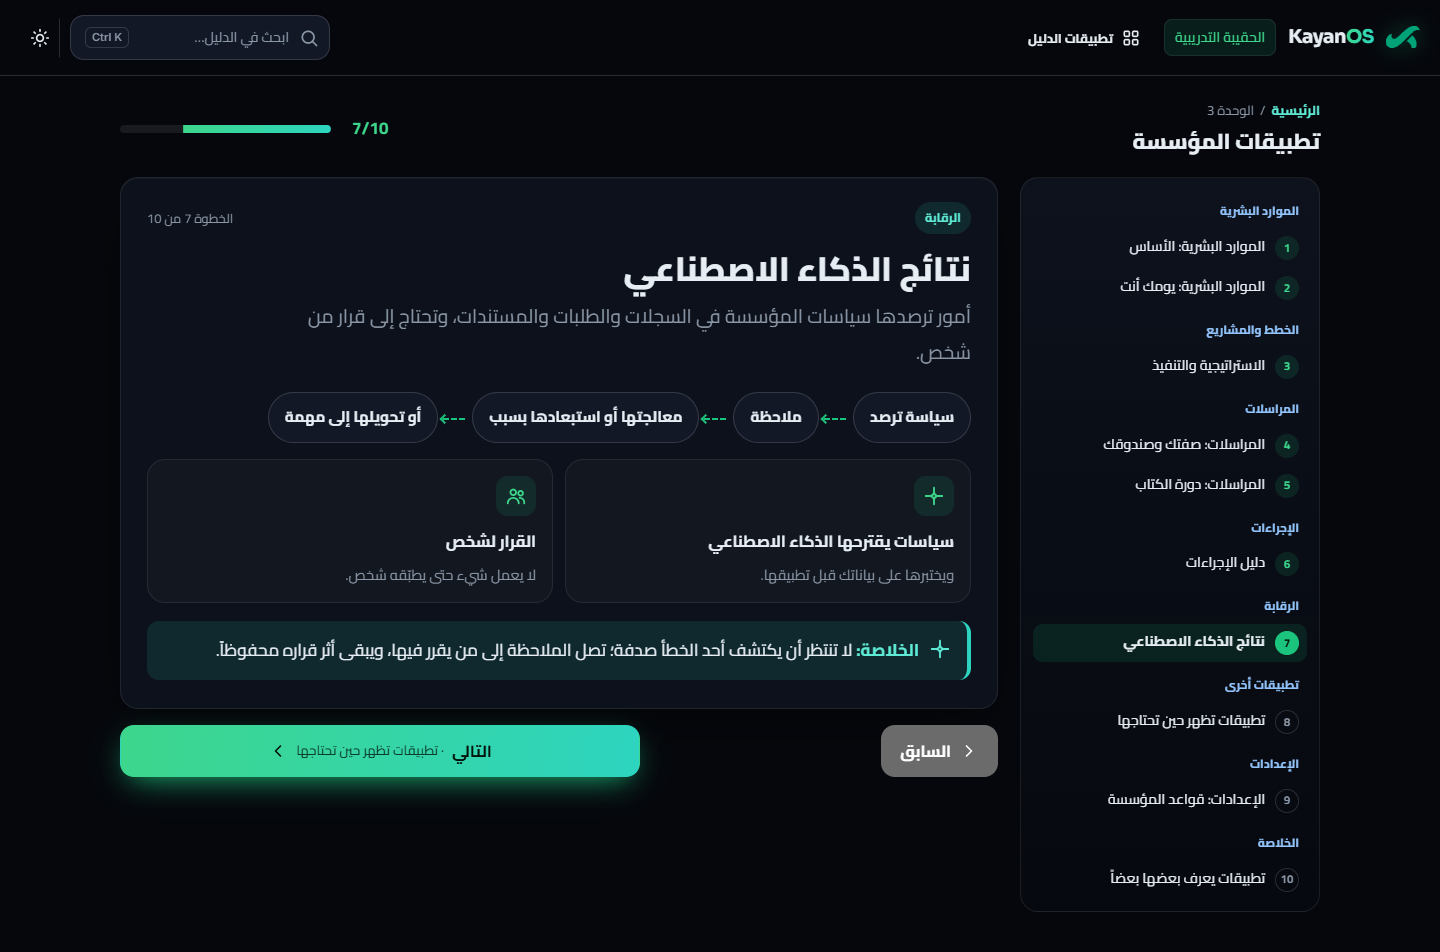 KayanOS
الحقيبة التدريبية
تطبيقات الدليل
ابحث في الدليل...
Ctrl K
الرئيسية / الوحدة 3
تطبيقات المؤسسة
7/10
الموارد البشرية
1 الموارد البشرية: الأساس
2 الموارد البشرية: يومك أنت
الخطط والمشاريع
3 الاستراتيجية والتنفيذ
المراسلات
4 المراسلات: صفتك وصندوقك
5 المراسلات: دورة الكتاب
الإجراءات
6 دليل الإجراءات
الرقابة
7 نتائج الذكاء الاصطناعي
تطبيقات أخرى
8 تطبيقات تظهر حين تحتاجها
الإعدادات
9 الإعدادات: قواعد المؤسسة
الخلاصة
10 تطبيقات يعرف بعضها بعضاً
الرقابة
الخطوة 7 من 10
نتائج الذكاء الاصطناعي
أمور ترصدها سياسات المؤسسة في السجلات والطلبات والمستندات، وتحتاج إلى قرار من
شخص.
سياسة ترصد
ملاحظة
معالجتها أو استبعادها بسبب
أو تحويلها إلى مهمة
سياسات يقترحها الذكاء الاصطناعي
ويختبرها على بياناتك قبل تطبيقها.
القرار لشخص
لا يعمل شيء حتى يطبّقه شخص.
الخلاصة: لا تنتظر أن يكتشف أحد الخطأ صدفة؛ تصل الملاحظة إلى من يقرر فيها، ويبقى أثر قراره محفوظاً.
السابق
التالي · تطبيقات تظهر حين تحتاجها